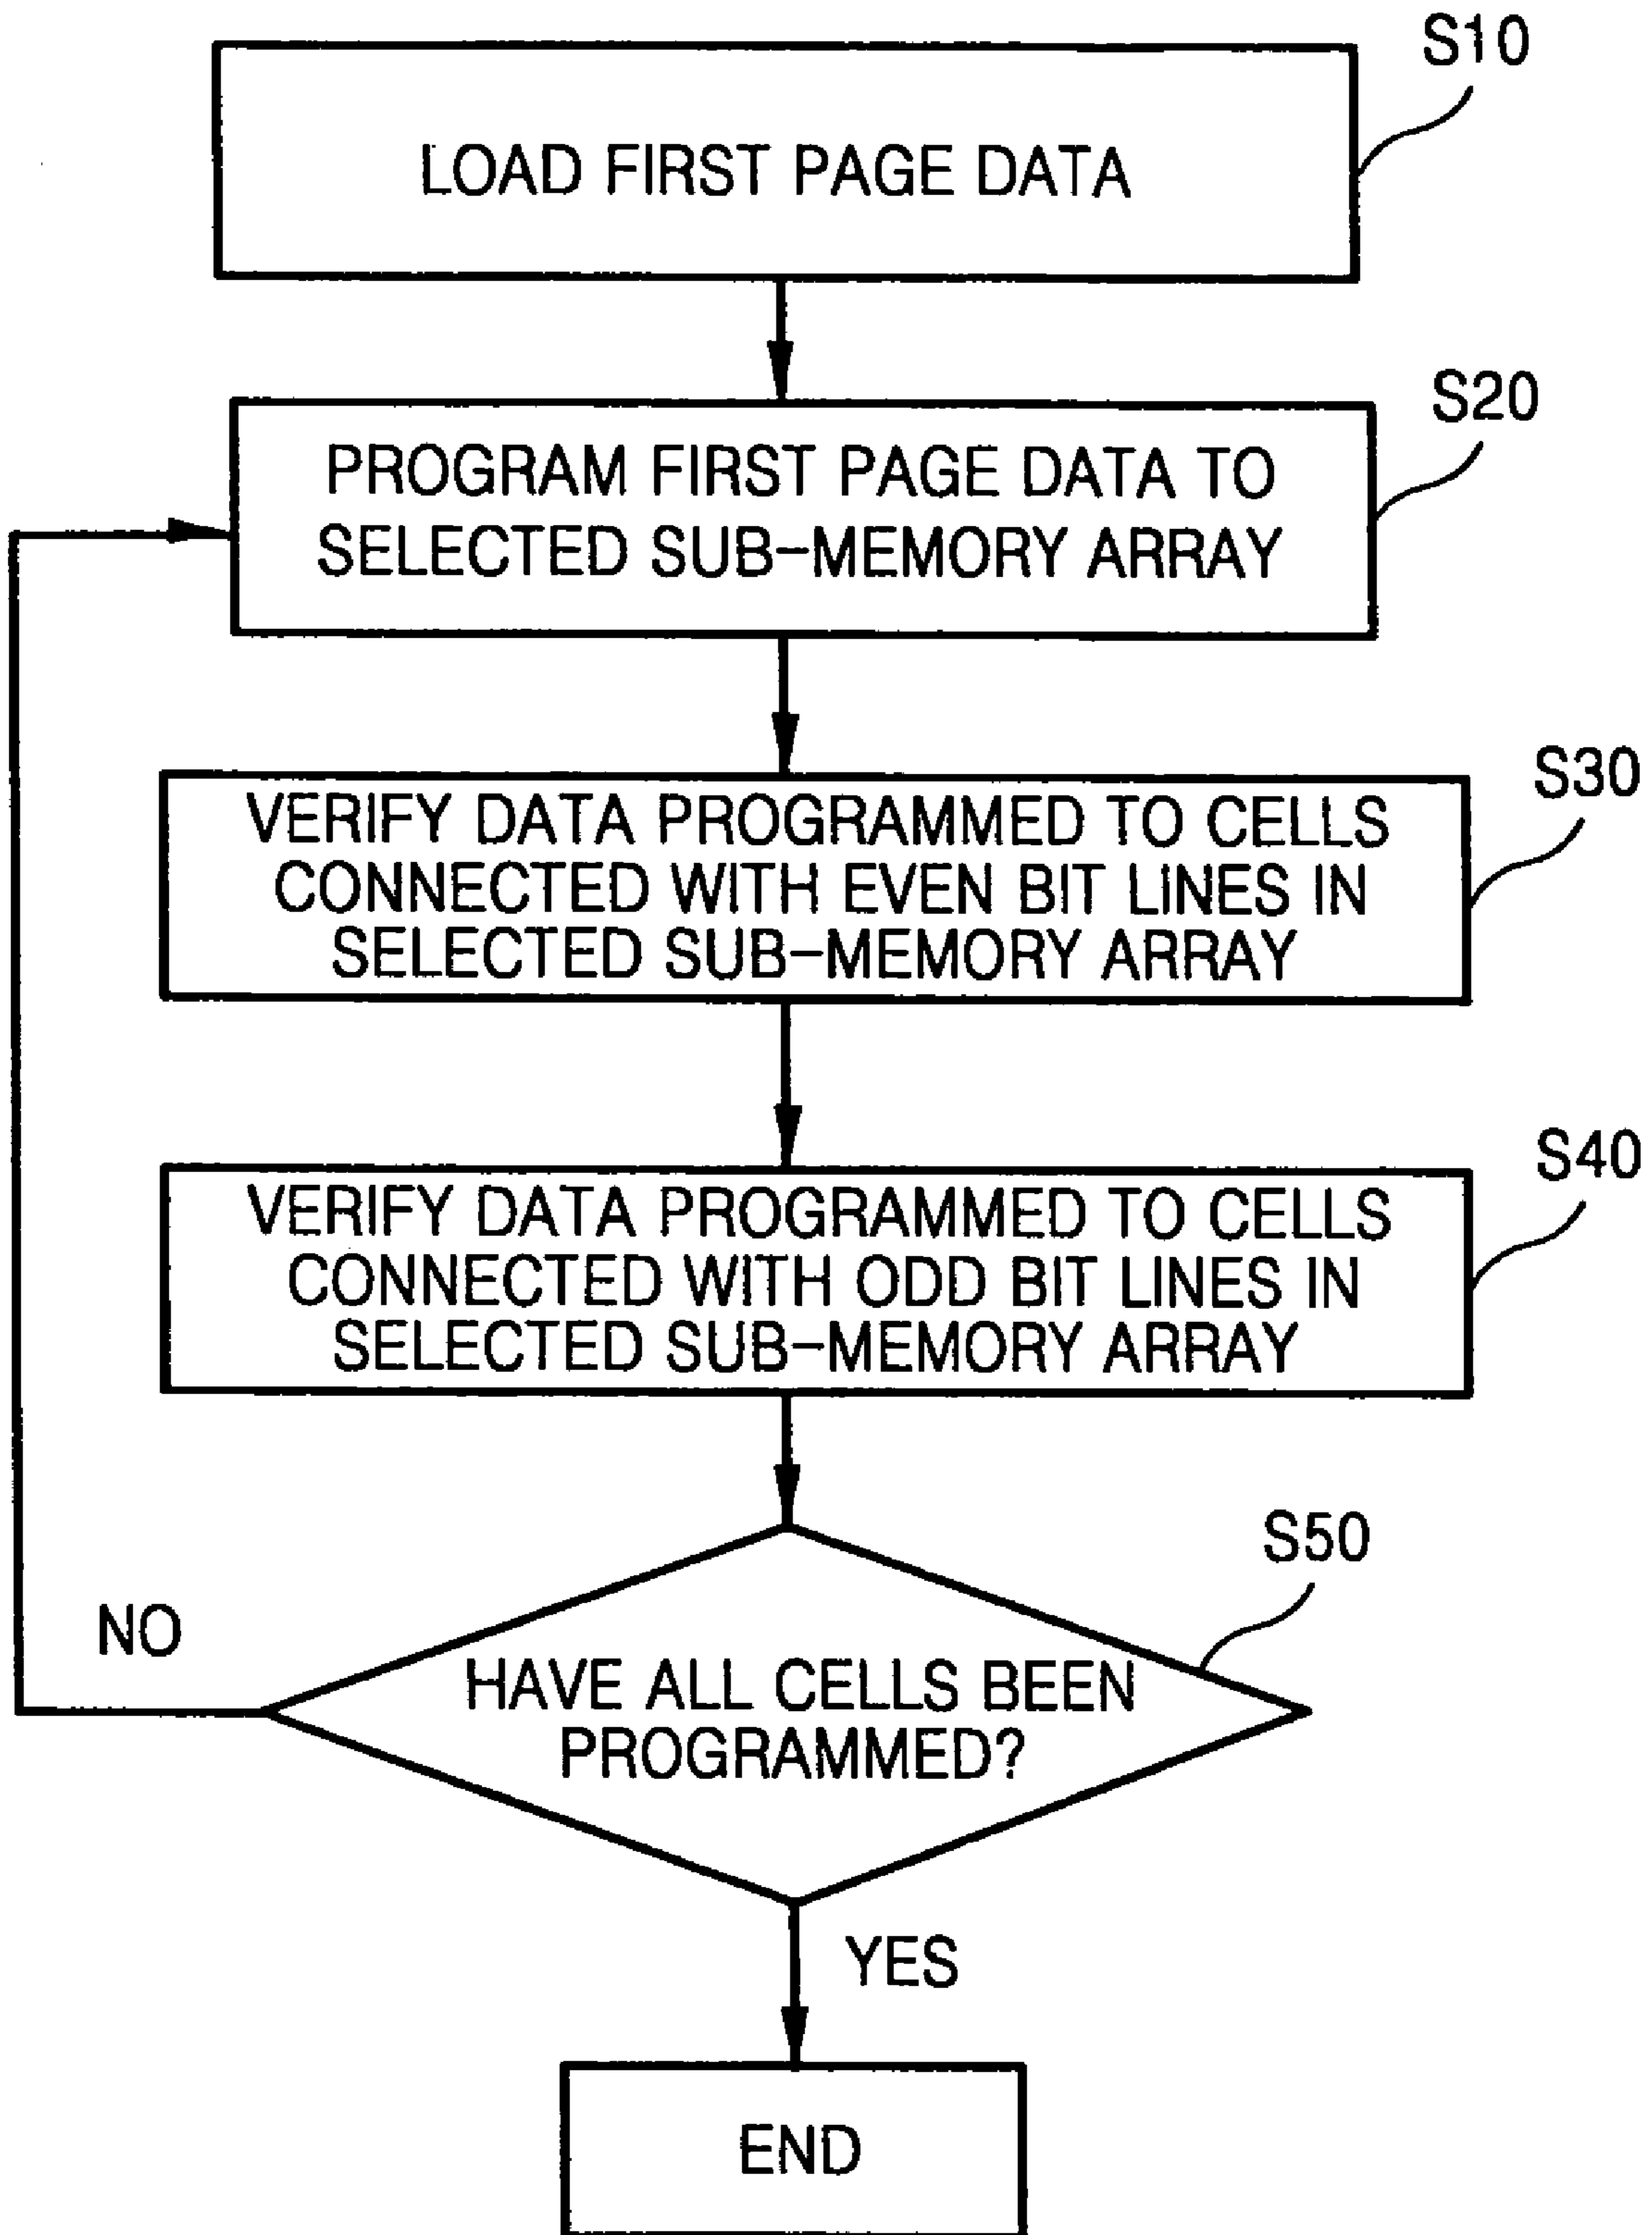 S10
LOAD FIRST PAGE DATA
S20
PROGRAM FIRST PAGE DATA TO
SELECTED SUB-MEMORY ARRAY
S30
VERIFY DATA PROGRAMMED TO CELLS
CONNECTED WITH EVEN BIT LINES IN
SELECTED SUB-MEMORY ARRAY
S40
VERIFY DATA PROGRAMMED TO CELLS
CONNECTED WITH ODD BIT LINES IN
SELECTED SUB-MEMORY ARRAY
S50
NO
HAVE ALL CELLS BEEN
PROGRAMMED?
YES
END